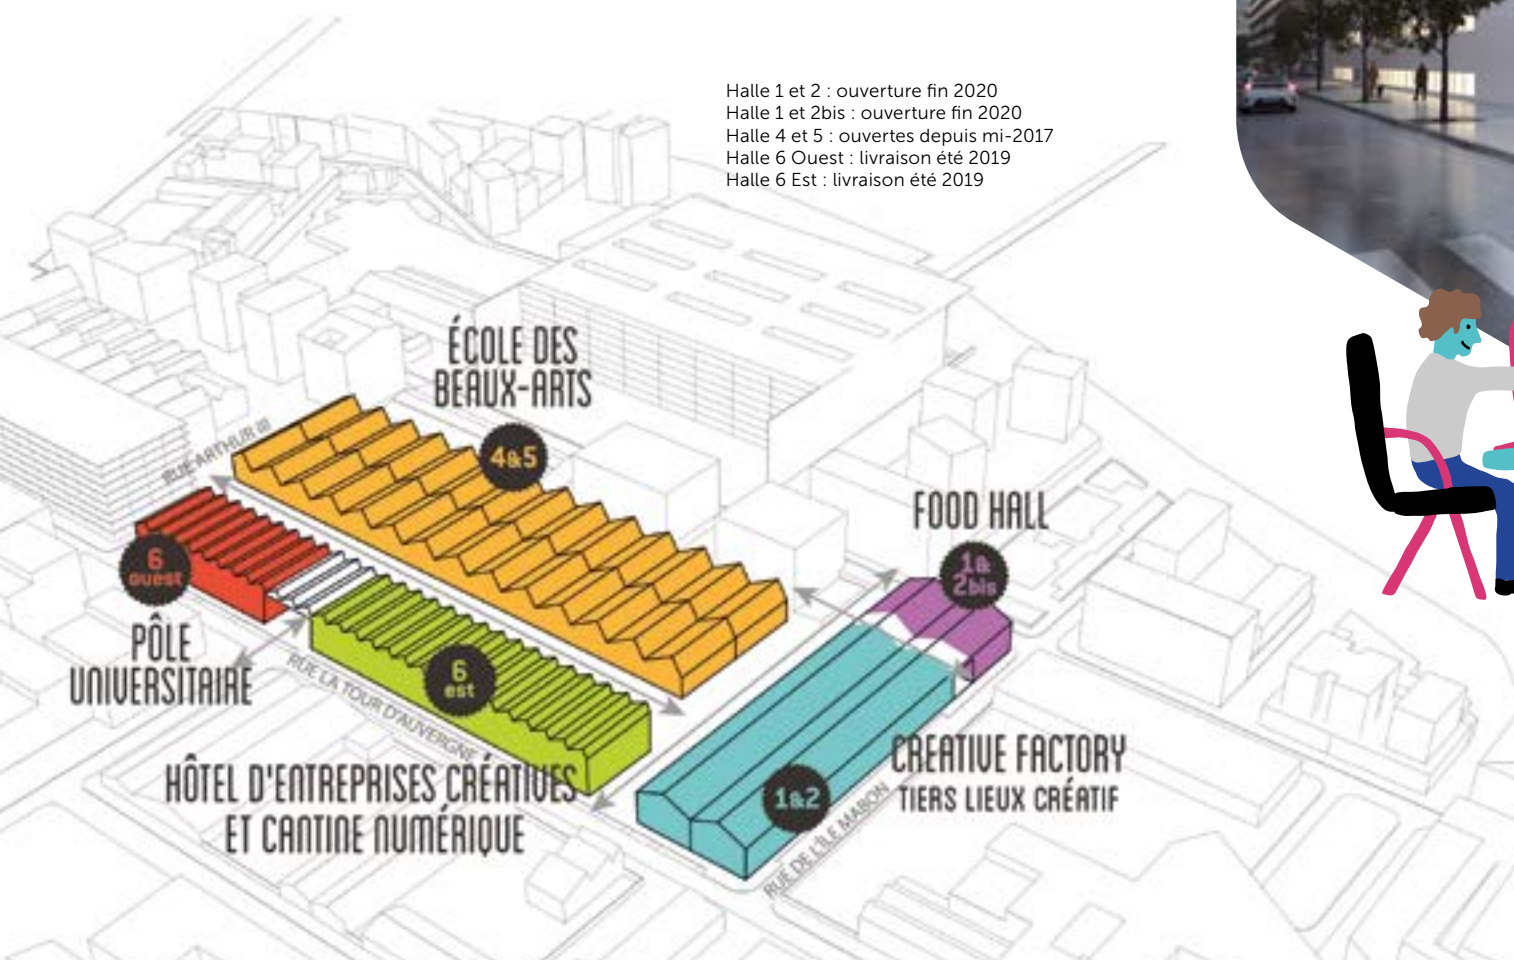 Halle 1 et 2 : ouverture fin 2020
Halle 1 et 2bis : ouverture fin 2020
Halle 4 et 5 : ouvertes depuis mi-2017
Halle 6 Ouest : livraison été 2019
Halle 6 Est : livraison été 2019
ÉCOLE DES
BEAUX-ARTS
4&5
RUE ARTHUR III
FOOD HALL
1&
2bis
6
ouest
PÔLE
UNIVERSITAIRE
6
est
RUE LA TOUR D'AUVERGNE
HÔTEL D'ENTREPRISES CRÉATIVES
ET CANTINE NUMÉRIQUE
CREATIVE FACTORY
TIERS LIEUX CRÉATIF
1&2
RUE DE L'ÎLE MABON